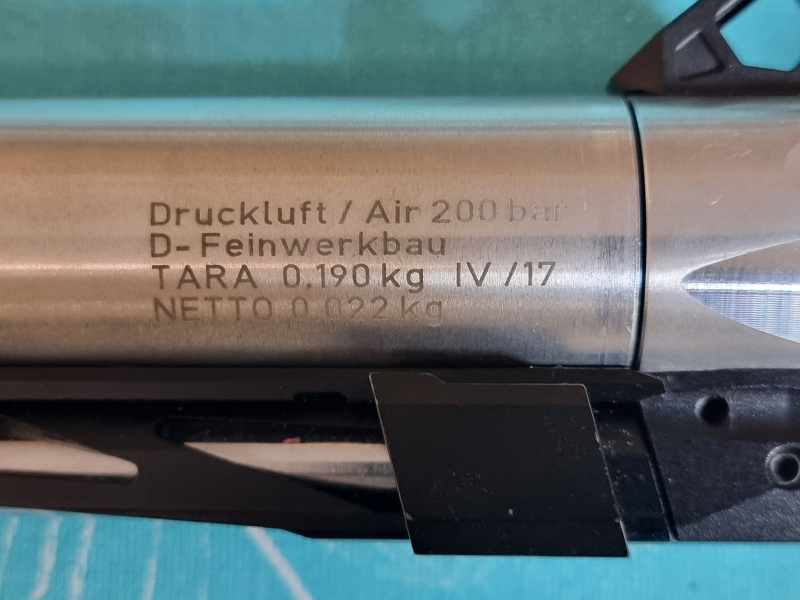 Druckluft / Air 200 bar
D-Feinwerkbau
TARA 0,190 kg IV /17
NETTO 0.022 kg